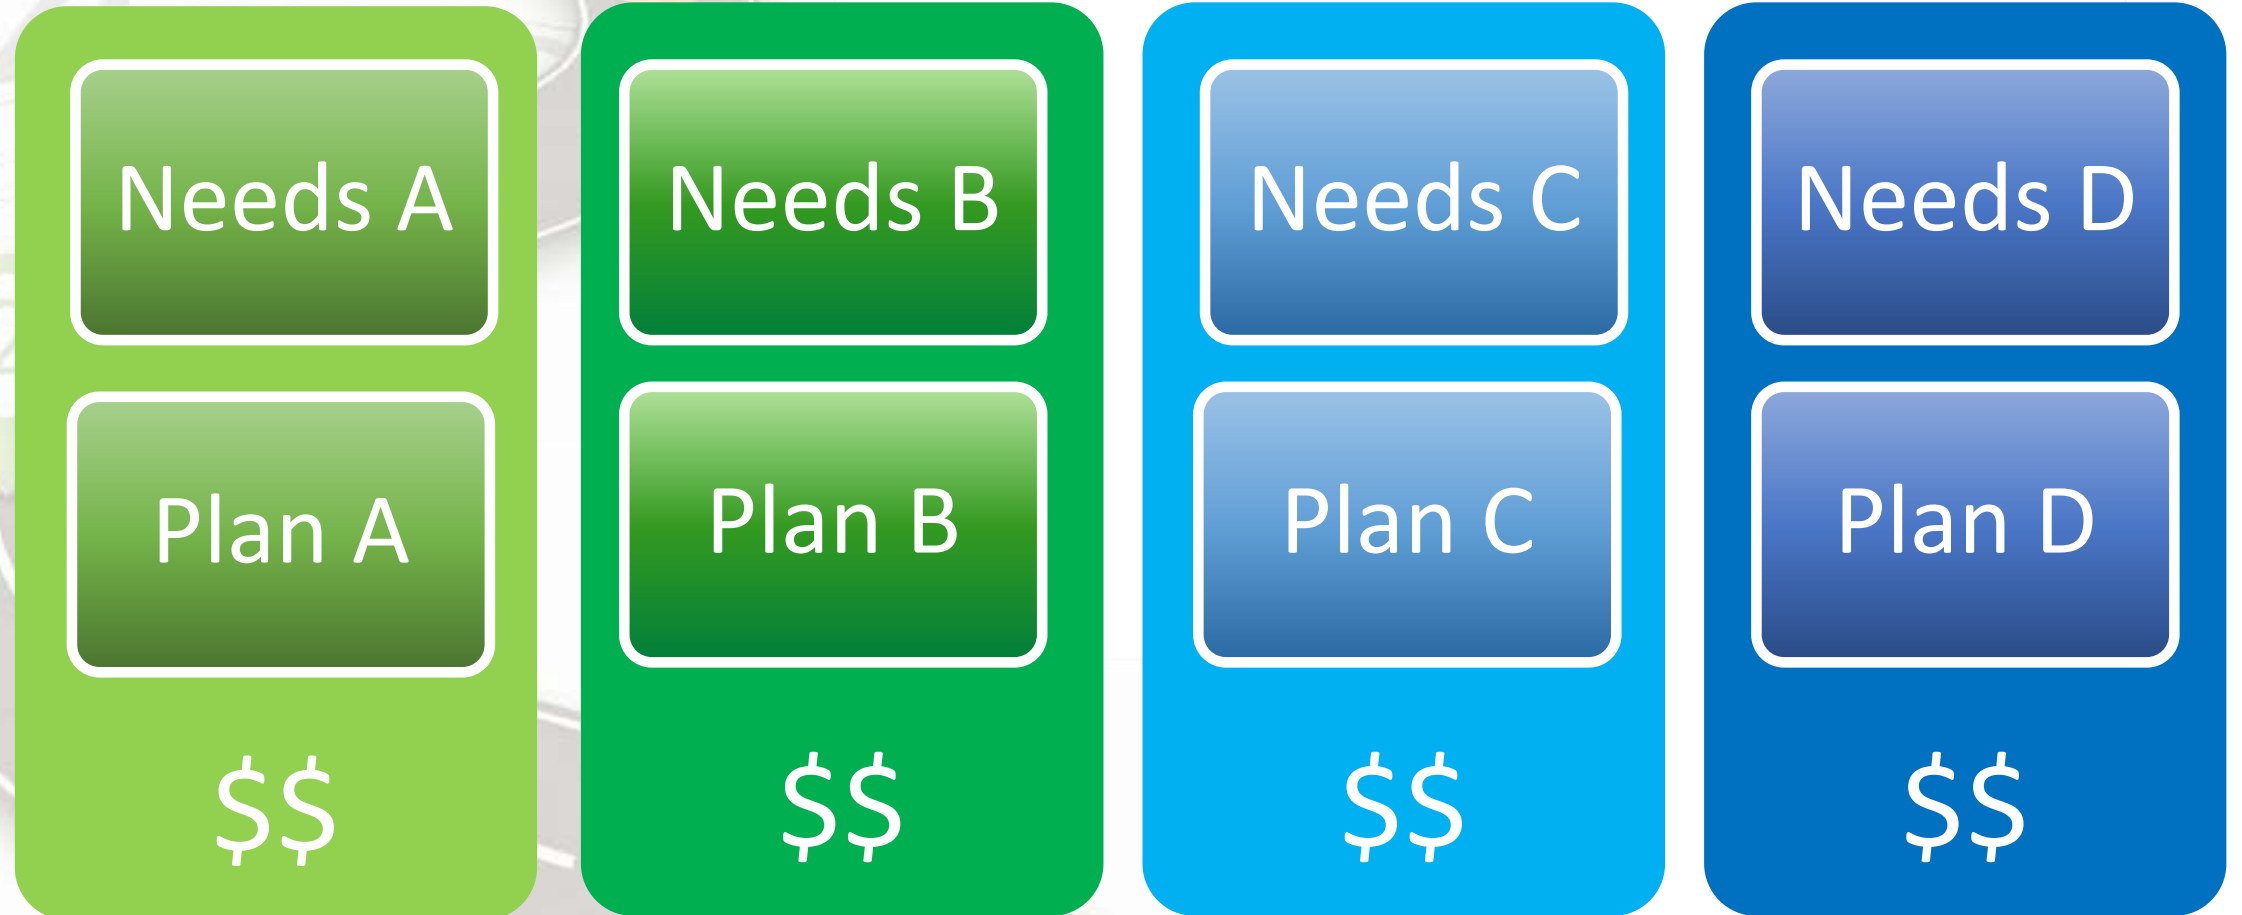 Needs A
Needs B
Needs C
Needs D
Plan A
Plan B
Plan C
Plan D
$$
$$
$$
$$